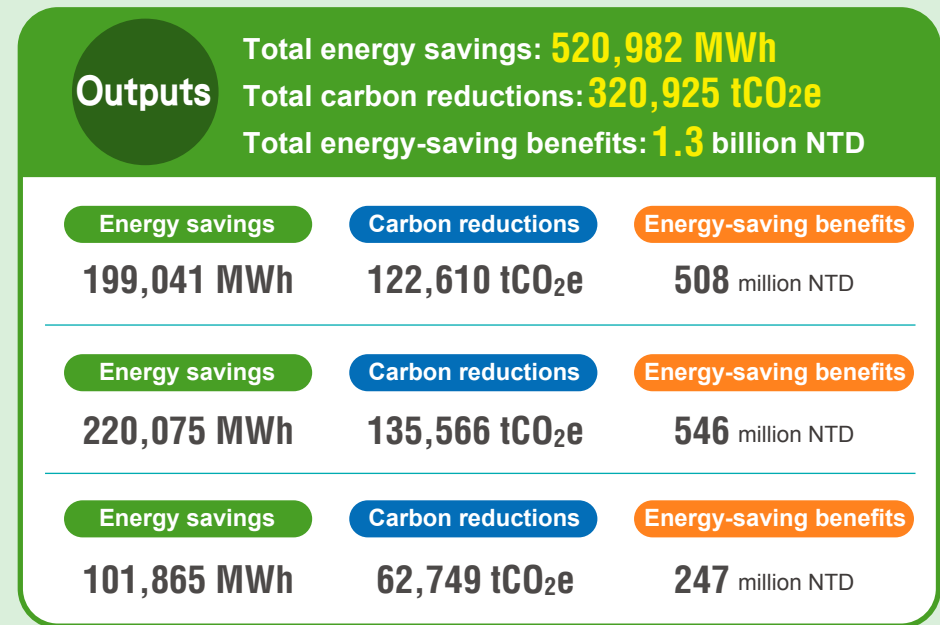 Outputs
Total energy savings: 520,982 MWh
Total carbon reductions: 320,925 tCO2e
Total energy-saving benefits: 1.3 billion NTD
Energy savings Carbon reductions Energy-saving benefits
199,041 MWh 122,610 tCO2e 508 million NTD
Energy savings Carbon reductions Energy-saving benefits
220,075 MWh 135,566 tCO2e 546 million NTD
Energy savings Carbon reductions Energy-saving benefits
101,865 MWh 62,749 tCO2e 247 million NTD